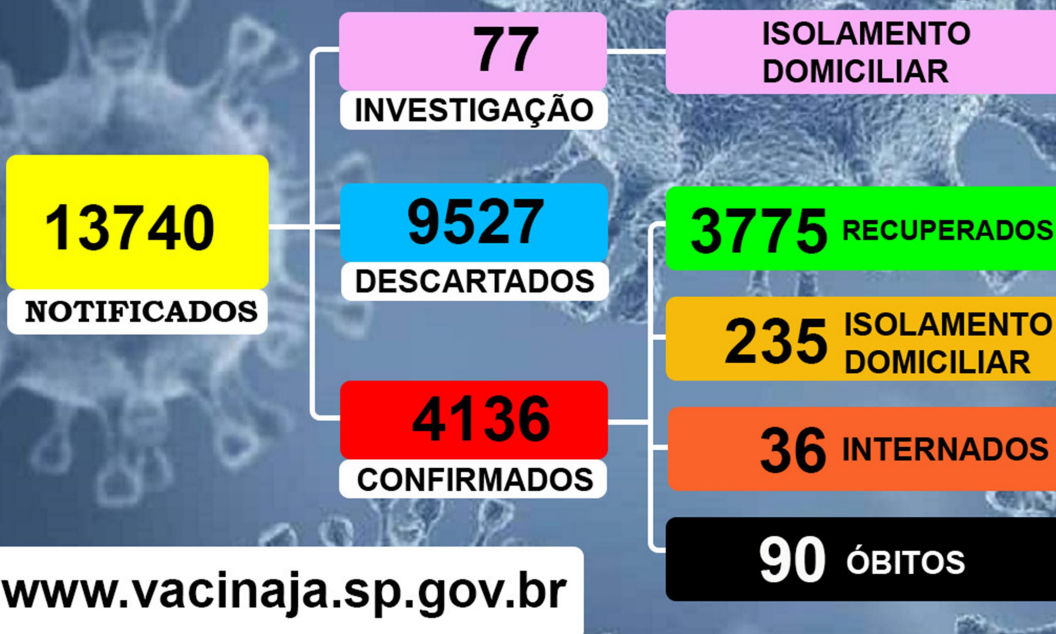 77
INVESTIGAÇÃO
ISOLAMENTO
DOMICILIAR
13740
NOTIFICADOS
9527
DESCARTADOS
4136
CONFIRMADOS
3775 RECUPERADOS
235 ISOLAMENTO
DOMICILIAR
36 INTERNADOS
90 ÓBITOS
www.vacinaja.sp.gov.br